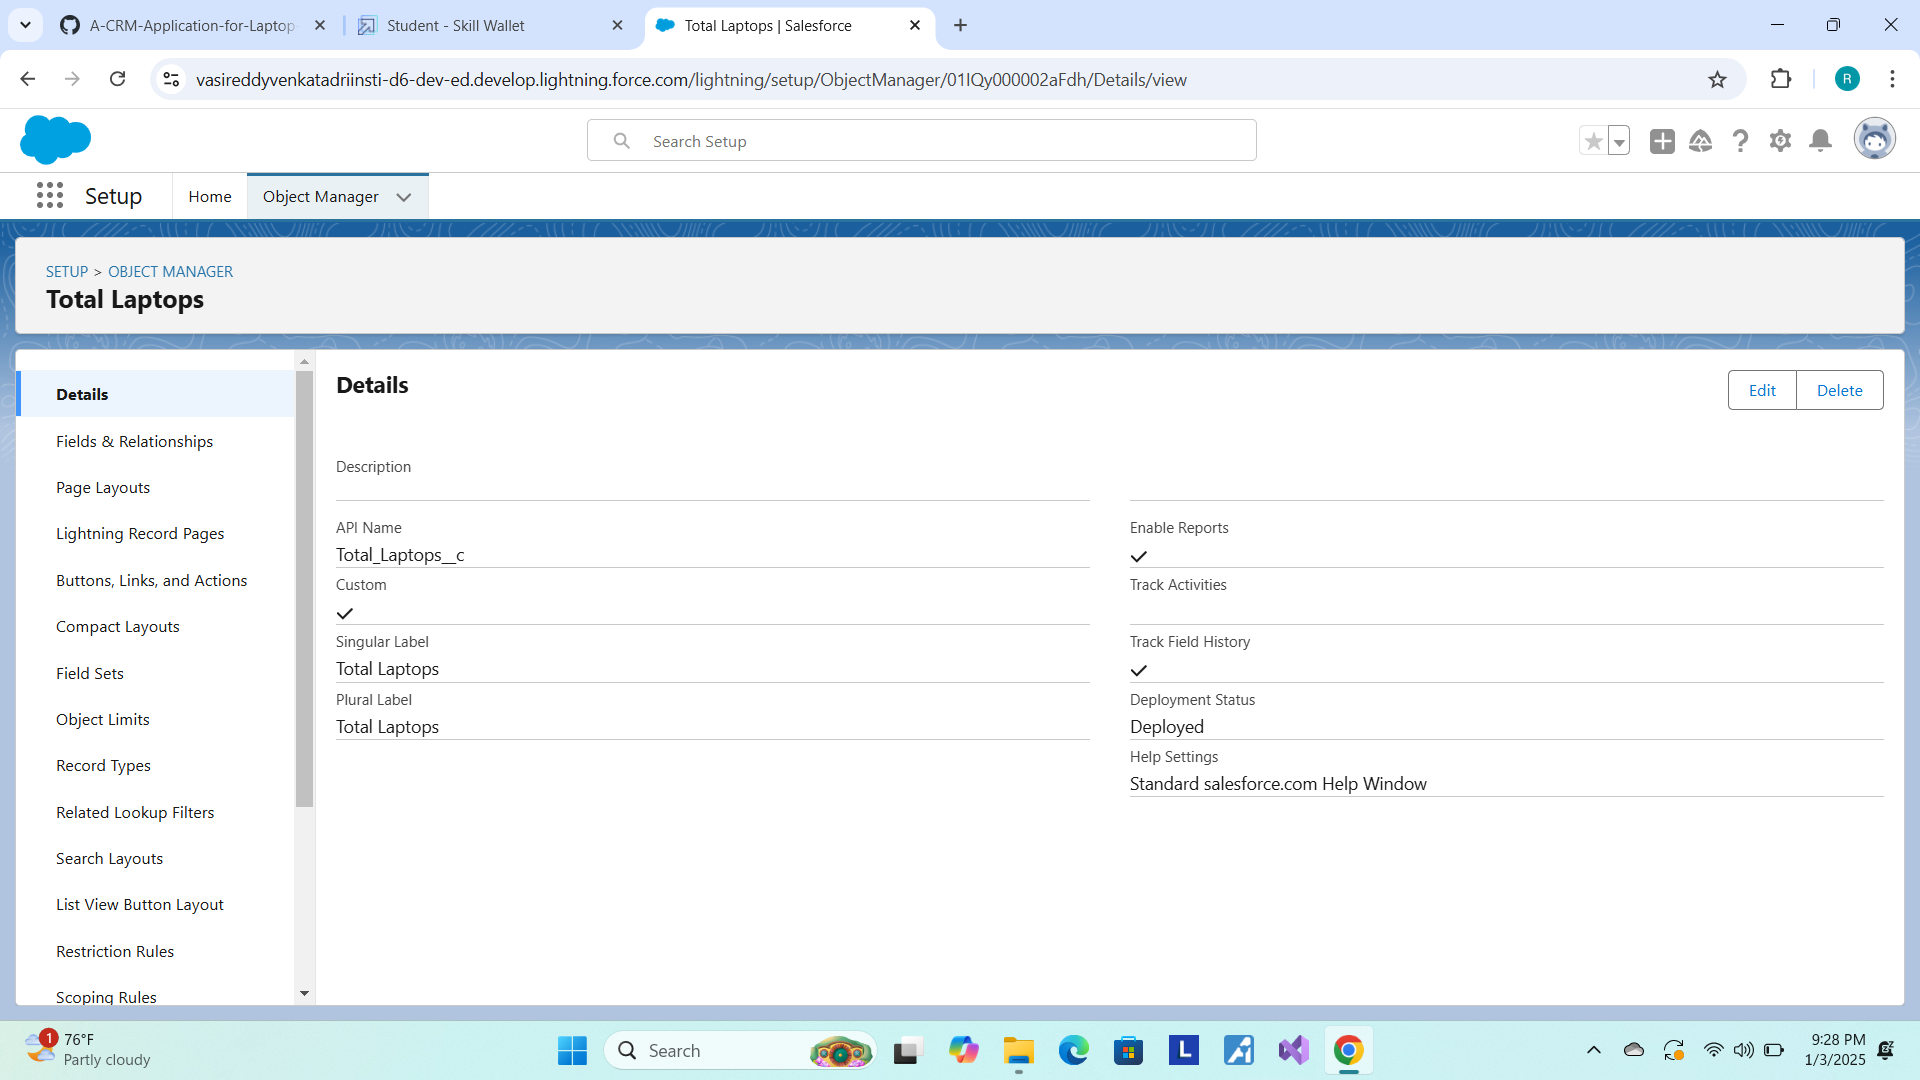 A-CRM-Application-for-Laptop-
Student - Skill Wallet
Total Laptops | Salesforce
vasireddyvenkatadriinsti-d6-dev-ed.develop.lightning.force.com/lightning/setup/ObjectManager/01IQy000002aFdh/Details/view
R
Search Setup
Setup
Home
Object Manager
SETUP > OBJECT MANAGER
Total Laptops
Details
Fields & Relationships
Page Layouts
Lightning Record Pages
Buttons, Links, and Actions
Compact Layouts
Field Sets
Object Limits
Record Types
Related Lookup Filters
Search Layouts
List View Button Layout
Restriction Rules
Scoping Rules
Details
Edit
Delete
Description
API Name
Total_Laptops__c
Custom
Singular Label
Total Laptops
Plural Label
Total Laptops
Enable Reports
Track Activities
Track Field History
Deployment Status
Deployed
Help Settings
Standard salesforce.com Help Window
1
76°F
Partly cloudy
Search
L
9:28 PM
1/3/2025